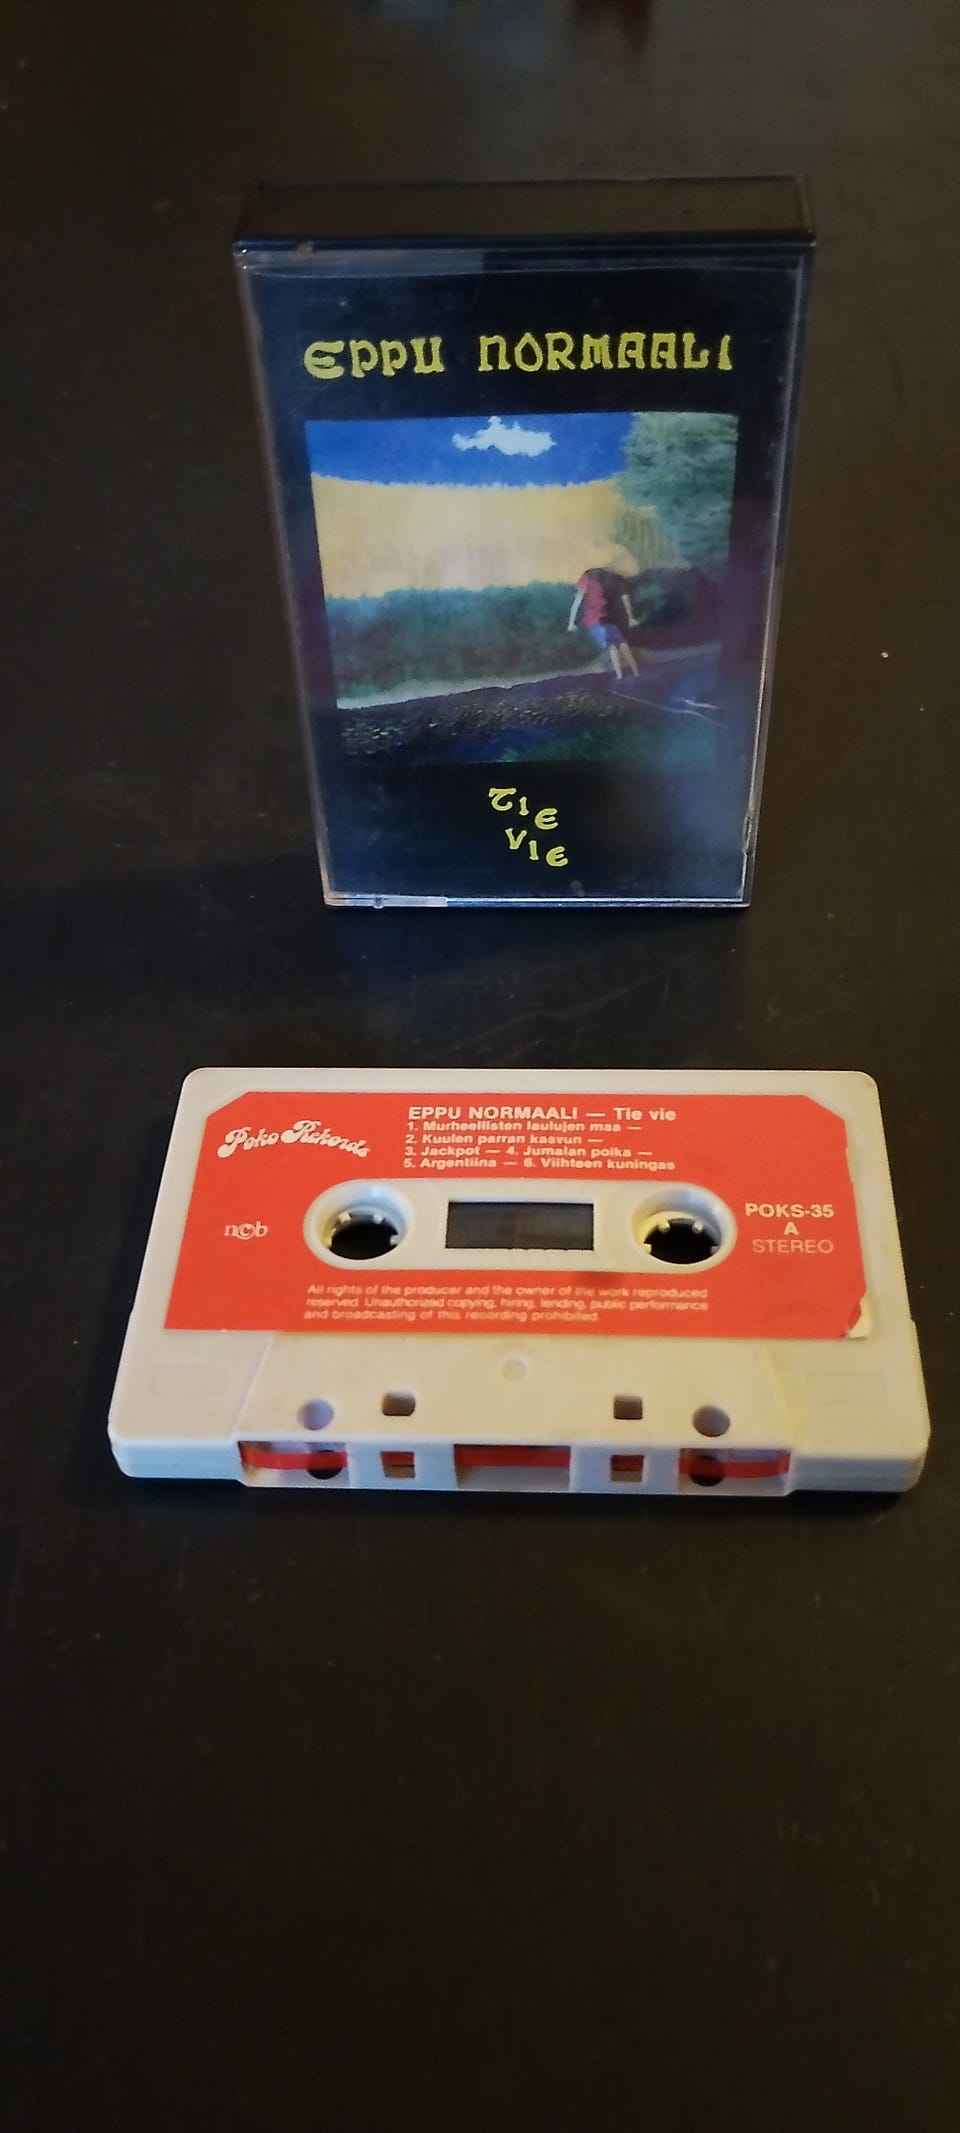 EPPU NORMAALI
TIE
VIE
Poko Rekords
EPPU NORMAALI — Tie vie
1. Murheellisten laulujen maa —
2. Kuulen parran kasvun —
3. Jackpot — 4. Jumalan poika —
5. Argentiina — 6. Viihteen kuningas
ncb
POKS-35
A
STEREO
All rights of the producer and the owner of the work reproduced
reserved. Unauthorized copying, hiring, lending, public performance
and broadcasting of this recording prohibited.